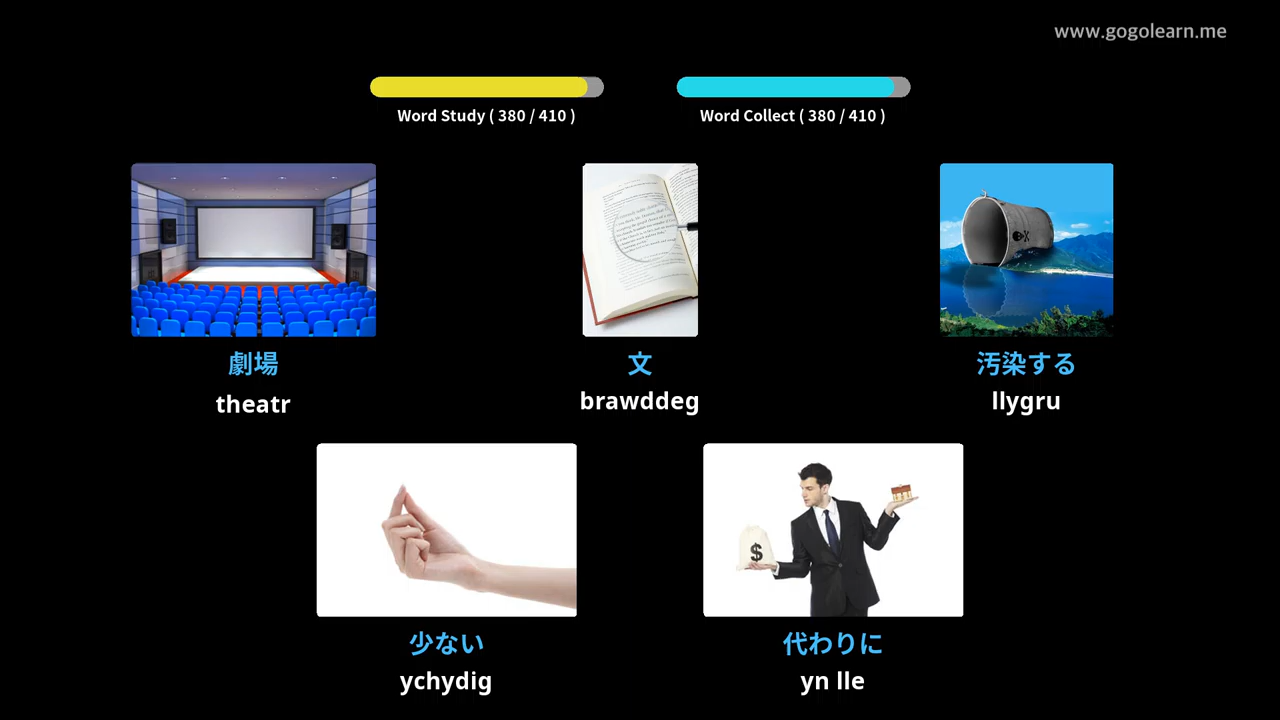 www.gogolearn.me
Word Study ( 380 / 410 )
Word Collect ( 380 / 410 )
劇場
theatr
文
brawddeg
汚染する
llygru
少ない
ychydig
代わりに
yn lle
$